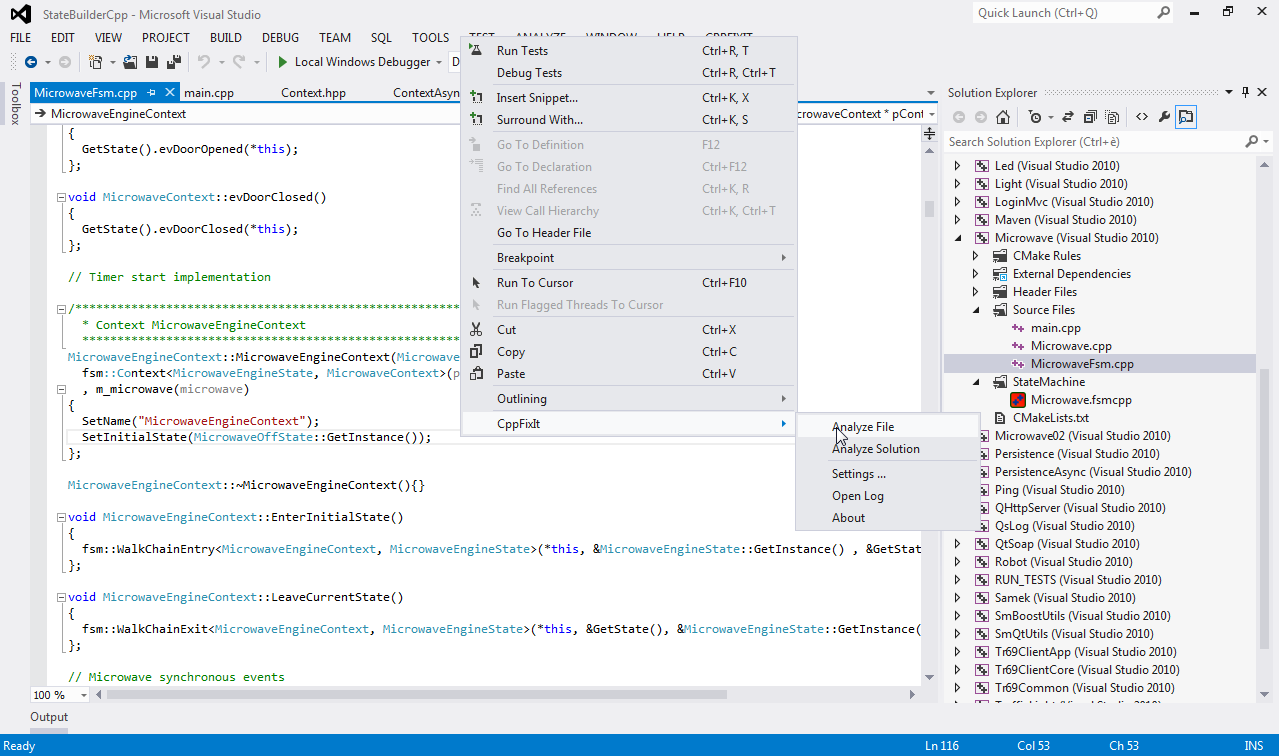 StateBuilderCpp - Microsoft Visual Studio
Quick Launch (Ctrl+Q)
FILE EDIT VIEW PROJECT BUILD DEBUG TEAM SQL TOOLS TEST ANALYZE WINDOW HELP CPPFIXIT
Local Windows Debugger D
Toolbox
MicrowaveFsm.cpp main.cpp Context.hpp ContextAsyn
MicrowaveEngineContext
crowaveContext * pCont
{
GetState().evDoorOpened(*this);
};
void MicrowaveContext::evDoorClosed()
{
GetState().evDoorClosed(*this);
};
// Timer start implementation
/*******************************************************
* Context MicrowaveEngineContext
*******************************************************
MicrowaveEngineContext::MicrowaveEngineContext(Microwave
fsm::Context<MicrowaveEngineState, MicrowaveContext>(p
, m_microwave(microwave)
{
SetName("MicrowaveEngineContext");
SetInitialState(MicrowaveOffState::GetInstance());
};
MicrowaveEngineContext::~MicrowaveEngineContext(){}
void MicrowaveEngineContext::EnterInitialState()
{
fsm::WalkChainEntry<MicrowaveEngineContext, MicrowaveEngineState>(*this, &MicrowaveEngineState::GetInstance() , &GetStat
};
void MicrowaveEngineContext::LeaveCurrentState()
{
fsm::WalkChainExit<MicrowaveEngineContext, MicrowaveEngineState>(*this, &GetState(), &MicrowaveEngineState::GetInstance(
};
// Microwave synchronous events
100 %
Run Tests Ctrl+R, T
Debug Tests Ctrl+R, Ctrl+T
Insert Snippet... Ctrl+K, X
Surround With... Ctrl+K, S
Go To Definition F12
Go To Declaration Ctrl+F12
Find All References Ctrl+K, R
View Call Hierarchy Ctrl+K, Ctrl+T
Go To Header File
Breakpoint
Run To Cursor Ctrl+F10
Run Flagged Threads To Cursor
Cut Ctrl+X
Copy Ctrl+C
Paste Ctrl+V
Outlining
CppFixIt
Analyze File
Analyze Solution
Settings ...
Open Log
About
Solution Explorer
Search Solution Explorer (Ctrl+è)
Led (Visual Studio 2010)
Light (Visual Studio 2010)
LoginMvc (Visual Studio 2010)
Maven (Visual Studio 2010)
Microwave (Visual Studio 2010)
CMake Rules
External Dependencies
Header Files
Source Files
main.cpp
Microwave.cpp
MicrowaveFsm.cpp
StateMachine
Microwave.fsmcpp
CMakeLists.txt
Microwave02 (Visual Studio 2010)
Persistence (Visual Studio 2010)
PersistenceAsync (Visual Studio 2010)
Ping (Visual Studio 2010)
QHttpServer (Visual Studio 2010)
QsLog (Visual Studio 2010)
QtSoap (Visual Studio 2010)
Robot (Visual Studio 2010)
RUN_TESTS (Visual Studio 2010)
Samek (Visual Studio 2010)
SmBoostUtils (Visual Studio 2010)
SmQtUtils (Visual Studio 2010)
Tr69ClientApp (Visual Studio 2010)
Tr69ClientCore (Visual Studio 2010)
Tr69Common (Visual Studio 2010)
TrafficLight (Visual Studio 2010)
Output
Ready Ln 116 Col 53 Ch 53 INS